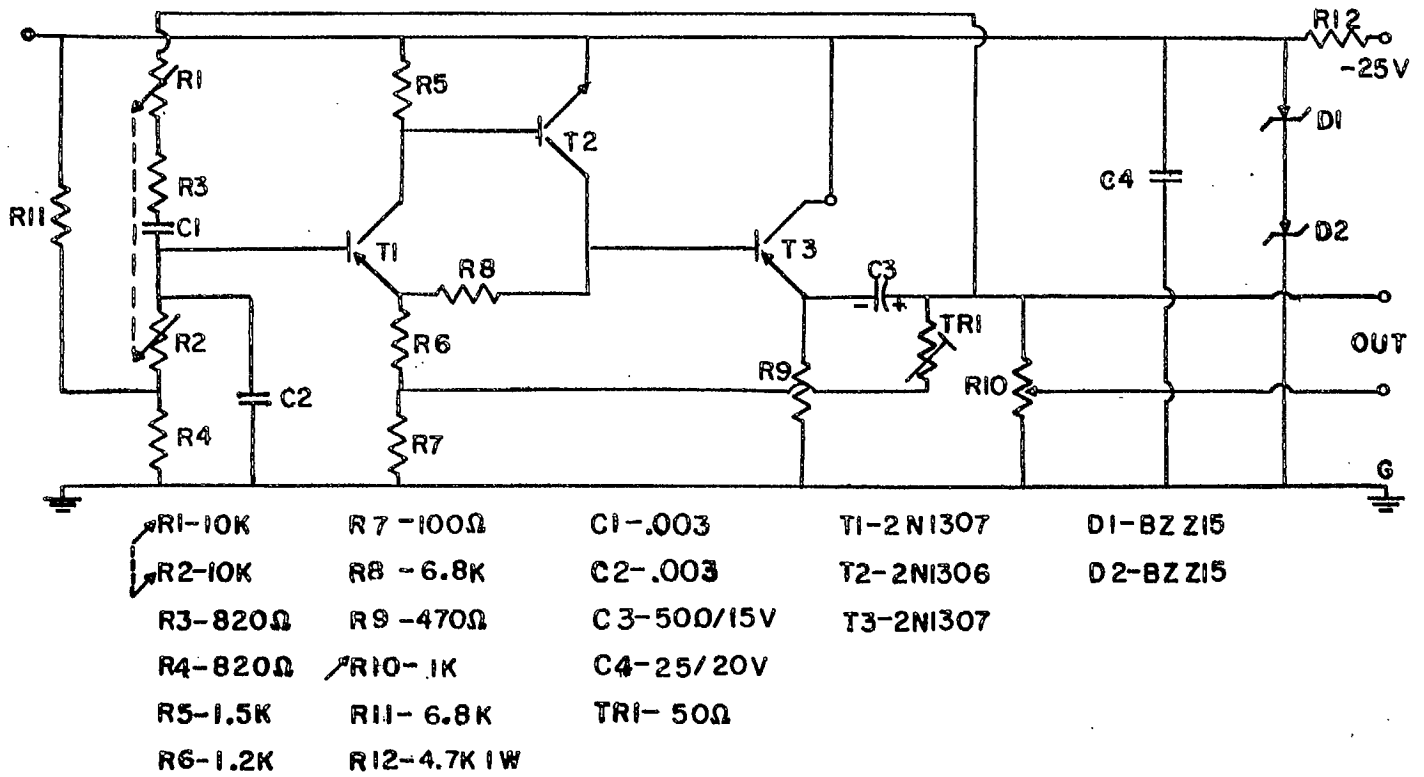 R12
-25V
R1
R5
T2
D1
R3
C4
R11
C1
T1
T3
D2
R8
C3
- +
R2
R6
TR1
OUT
R9
R10
C2
R4
R7
G
R1-10K
R2-10K
R3-820Ω
R4-820Ω
R5-1.5K
R6-1.2K
R7-100Ω
R8-6.8K
R9-470Ω
R10-1K
R11-6.8K
R12-4.7K 1W
C1-.003
C2-.003
C3-500/15V
C4-25/20V
TR1-50Ω
T1-2N1307
T2-2N1306
T3-2N1307
D1-BZZ15
D2-BZZ15